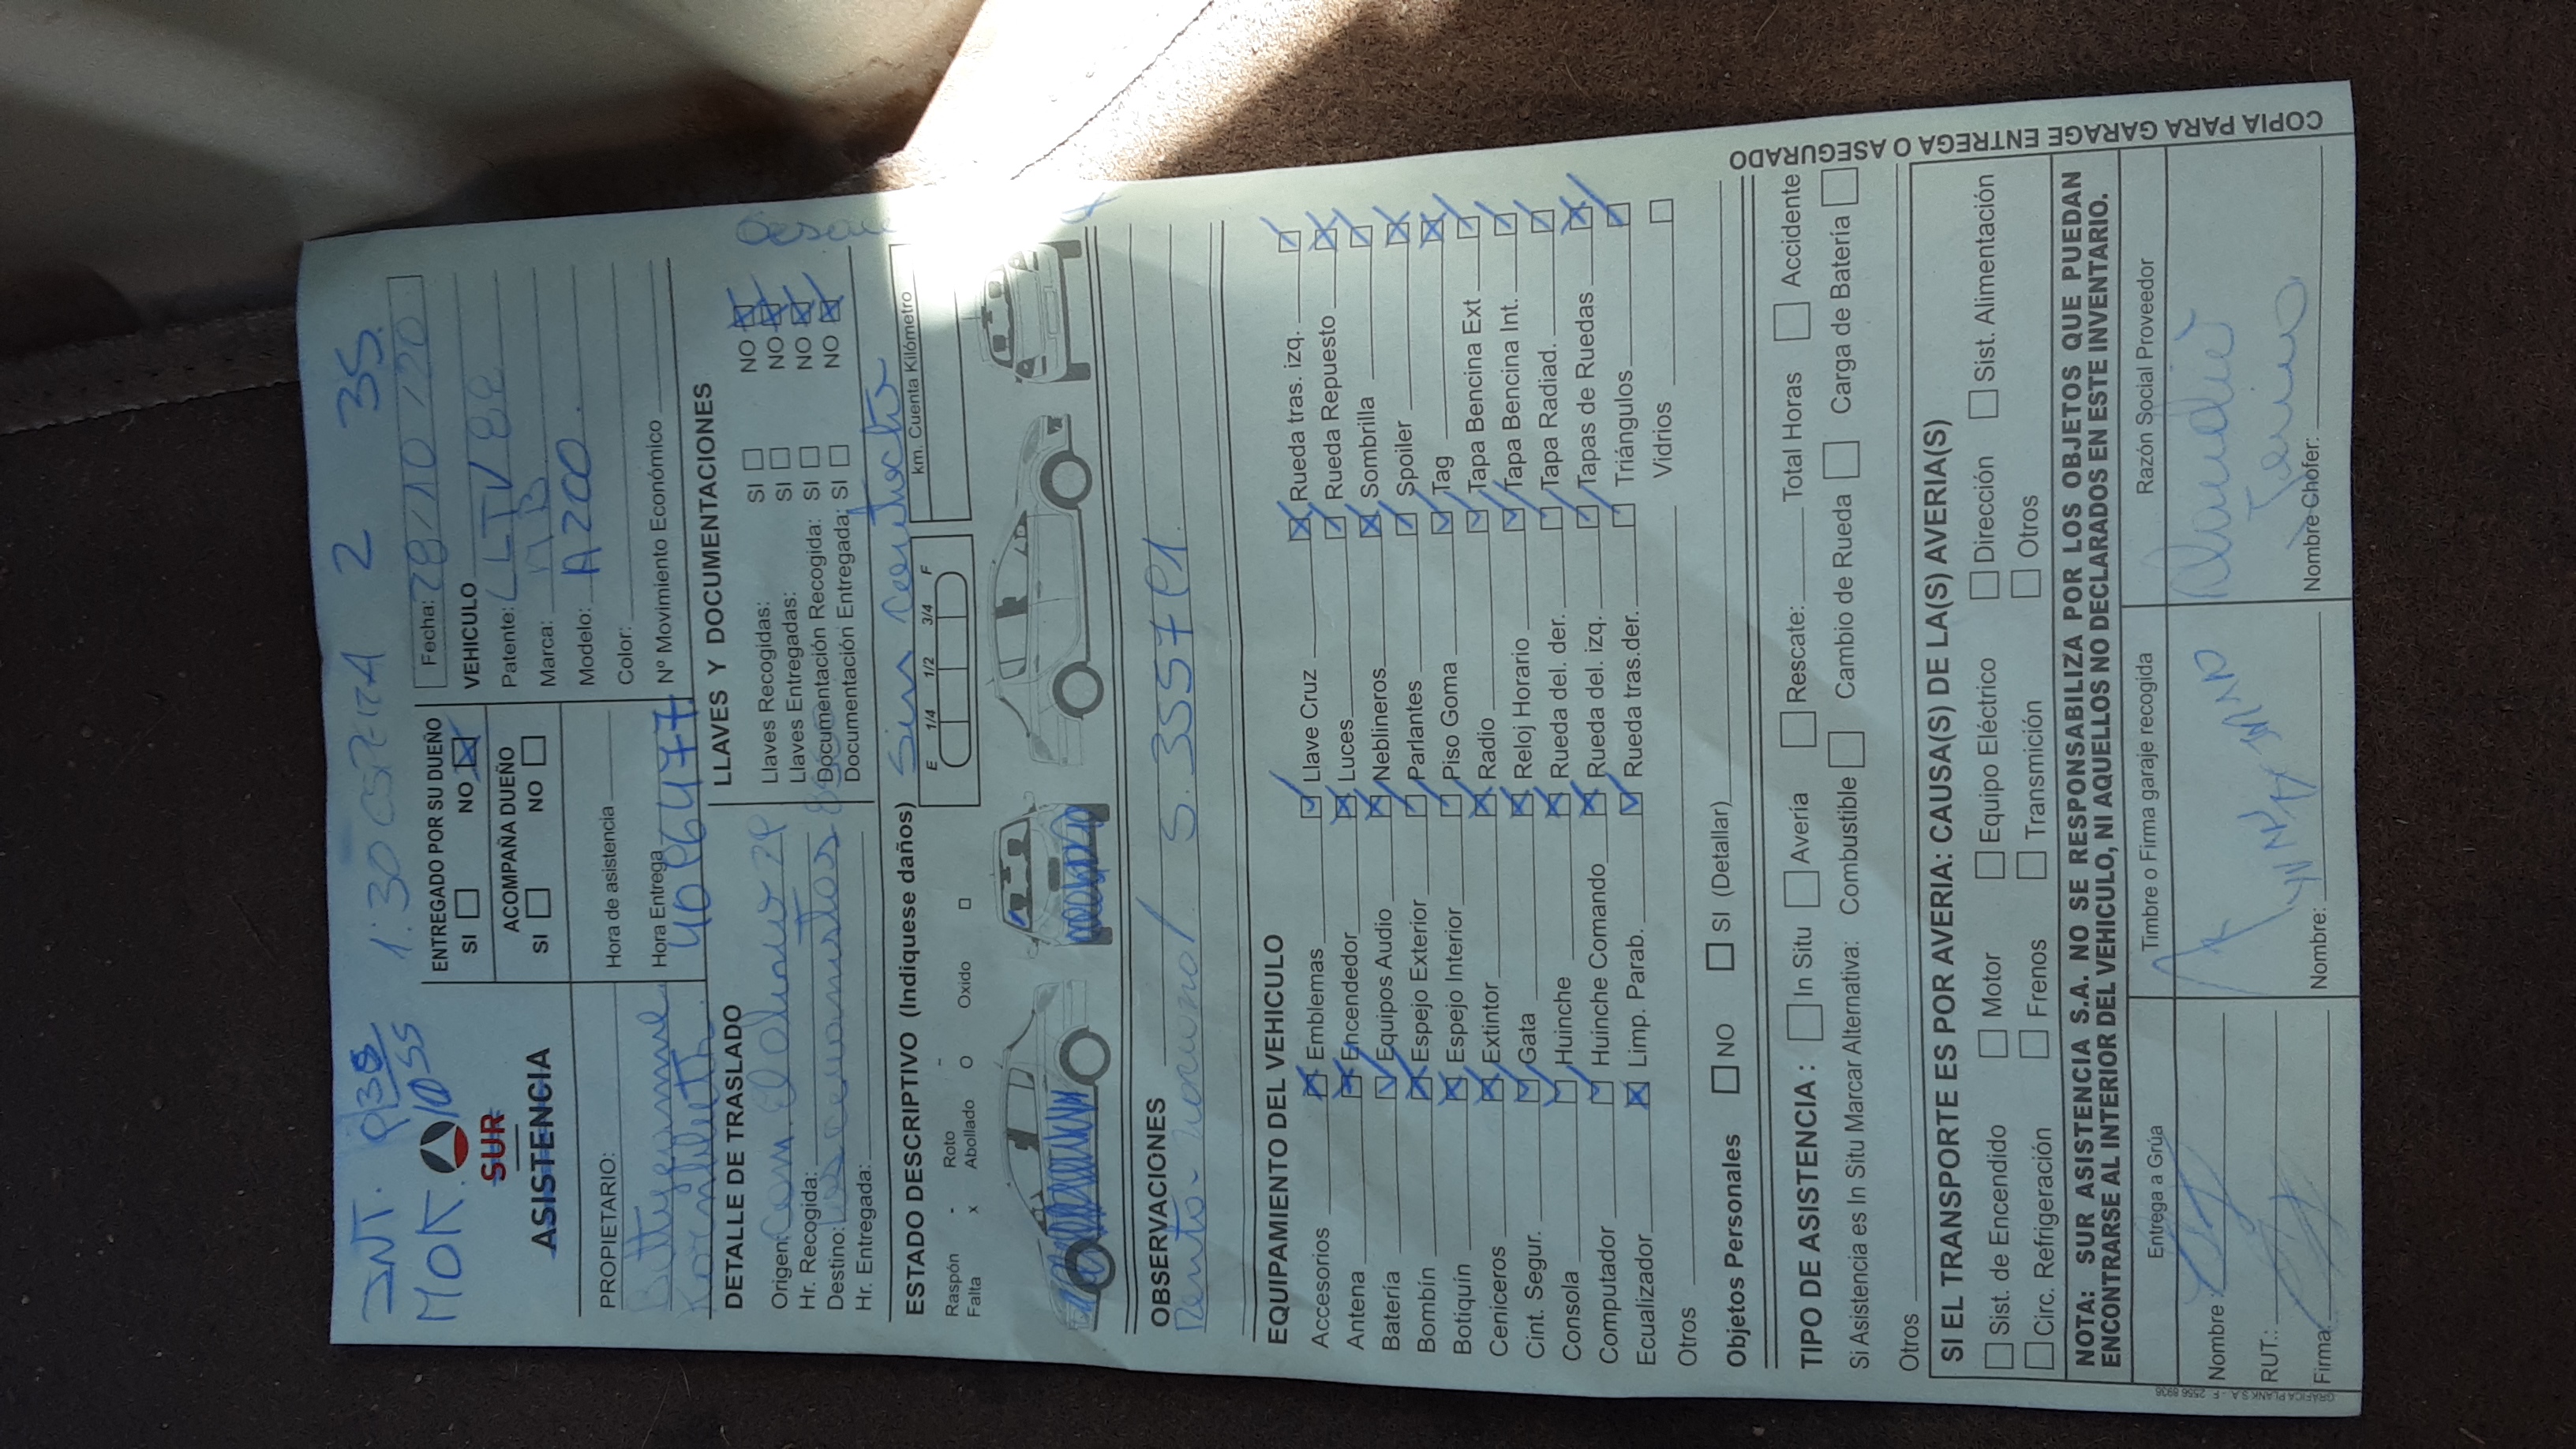 INT. 938 1:30 2 35.
MOK. 1055
SUR
ASISTENCIA
ENTREGADO POR SU DUEÑO
SI NO
ACOMPAÑA DUEÑO
SI NO
Fecha: 28/10/20
VEHICULO
Patente: LLTV 82
Marca: MB
Modelo: A200.
Color:
Nº Movimiento Económico
PROPIETARIO:
Hora de asistencia
Hora Entrega
DETALLE DE TRASLADO
Origen:
Hr. Recogida:
Destino:
Hr. Entregada:
LLAVES Y DOCUMENTACIONES
Llaves Recogidas: SI NO
Llaves Entregadas: SI NO
Documentación Recogida: SI NO
Documentación Entregada: SI NO
ESTADO DESCRIPTIVO (Indiquese daños)
Sin contacto
Raspón - Roto -
Falta x Abollado O Oxido
E 1/4 1/2 3/4 F
km. Cuenta Kilómetro
OBSERVACIONES
EQUIPAMIENTO DEL VEHICULO
Accesorios Emblemas Llave Cruz Rueda tras. izq.
Antena Encendedor Luces Rueda Repuesto
Batería Equipos Audio Neblineros Sombrilla
Bombin Espejo Exterior Parlantes Spoiler
Botiquín Espejo Interior Piso Goma Tag
Ceniceros Extintor Radio Tapa Bencina Ext
Cint. Segur. Gata Reloj Horario Tapa Bencina Int.
Consola Huinche Rueda del. der. Tapa Radiad.
Computador Huinche Comando Rueda del. izq. Tapas de Ruedas
Ecualizador Limp. Parab. Rueda tras.der. Triángulos
Otros Vidrios
Objetos Personales NO SI (Detallar)
TIPO DE ASISTENCIA : In Situ Avería Rescate: Total Horas Accidente
Si Asistencia es In Situ Marcar Alternativa: Combustible Cambio de Rueda Carga de Batería
Otros
SI EL TRANSPORTE ES POR AVERIA: CAUSA(S) DE LA(S) AVERIA(S)
Sist. de Encendido Motor Equipo Eléctrico Dirección Sist. Alimentación
Circ. Refrigeración Frenos Transmición Otros
NOTA: SUR ASISTENCIA S.A. NO SE RESPONSABILIZA POR LOS OBJETOS QUE PUEDAN
ENCONTRARSE AL INTERIOR DEL VEHICULO, NI AQUELLOS NO DECLARADOS EN ESTE INVENTARIO.
Entrega a Grúa Timbre o Firma garaje recogida Razón Social Proveedor
Nombre
RUT.:
Firma: Nombre: Nombre Chofer:
COPIA PARA GARAGE ENTREGA O ASEGURADO